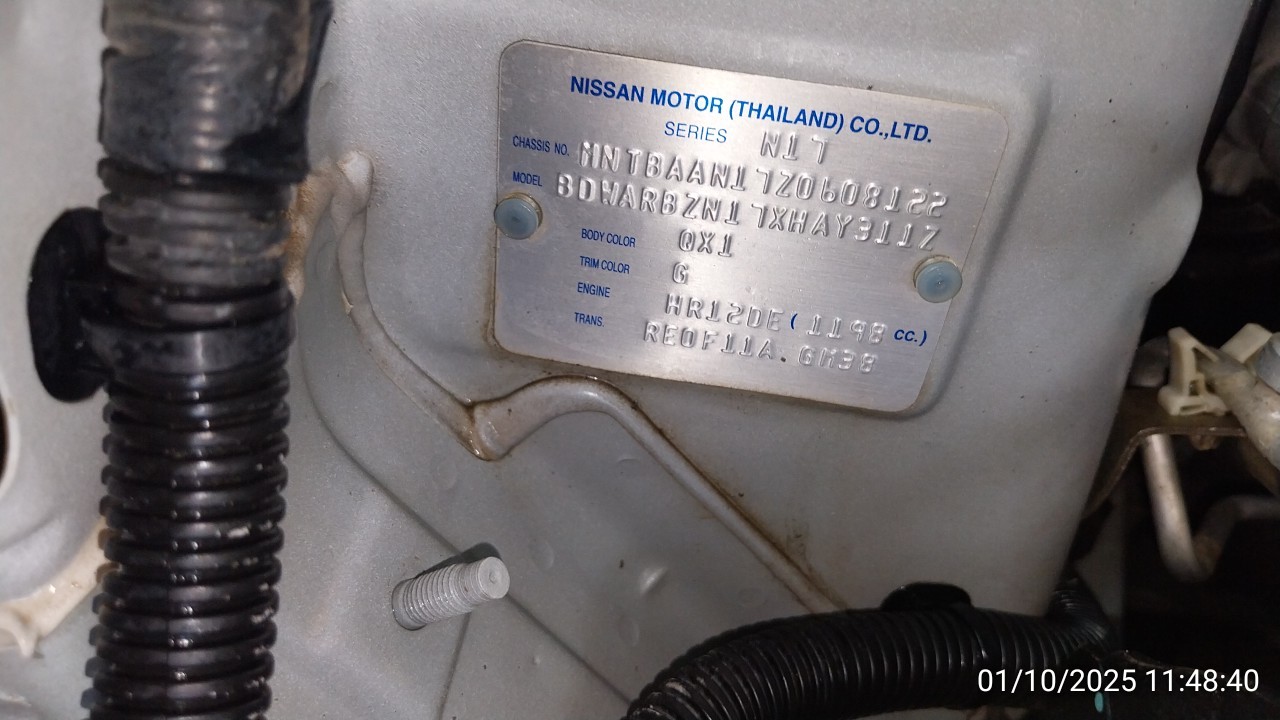 NISSAN MOTOR (THAILAND) CO.,LTD.
SERIES N17
CHASSIS NO. MNTBAAN17Z0608122
MODEL BDWARBZN17XHAY311Z
BODY COLOR QX1
TRIM COLOR G
ENGINE HR12DE ( 1198 CC.)
TRANS. RE0F11A. GM38
01/10/2025 11:48:40